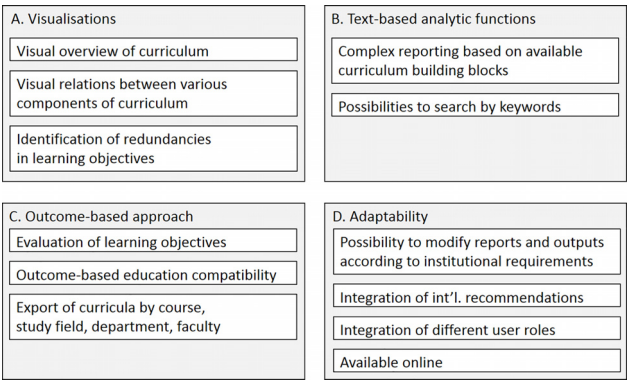 A. Visualisations
Visual overview of curriculum
Visual relations between various
components of curriculum
Identification of redundancies
in learning objectives
B. Text-based analytic functions
Complex reporting based on available
curriculum building blocks
Possibilities to search by keywords
C. Outcome-based approach
Evaluation of learning objectives
Outcome-based education compatibility
Export of curricula by course,
study field, department, faculty
D. Adaptability
Possibility to modify reports and outputs
according to institutional requirements
Integration of int'l. recommendations
Integration of different user roles
Available online